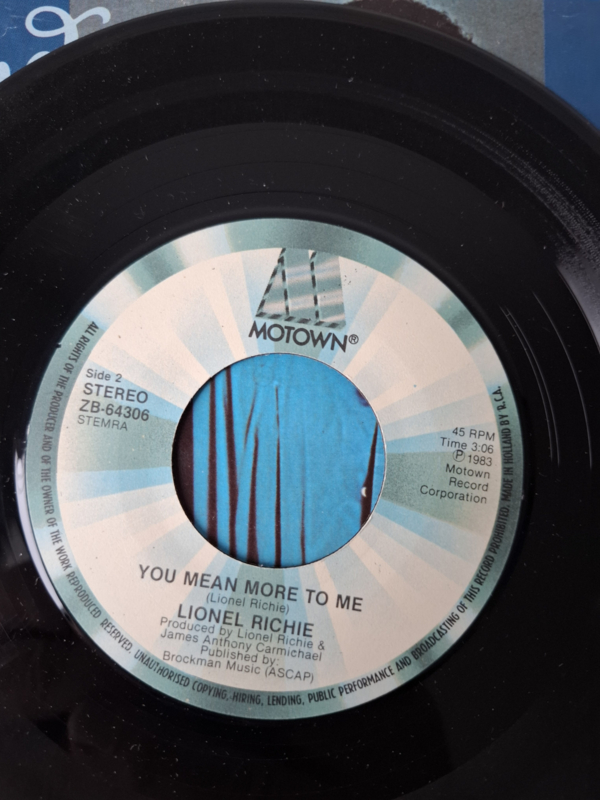 MOTOWN®
Side 2
STEREO
ZB-64306
STEMRA
45 RPM
Time 3:06
Ⓟ 1983
Motown
Record
Corporation
YOU MEAN MORE TO ME
(Lionel Richie)
LIONEL RICHIE
Produced by Lionel Richie &
James Anthony Carmichael
Published by:
Brockman Music (ASCAP)
ALL RIGHTS OF THE PRODUCER AND OF THE OWNER OF THE WORK REPRODUCED RESERVED. UNAUTHORISED COPYING, HIRING, LENDING, PUBLIC PERFORMANCE AND BROADCASTING OF THIS RECORD PROHIBITED. MADE IN HOLLAND BY R.C.A.